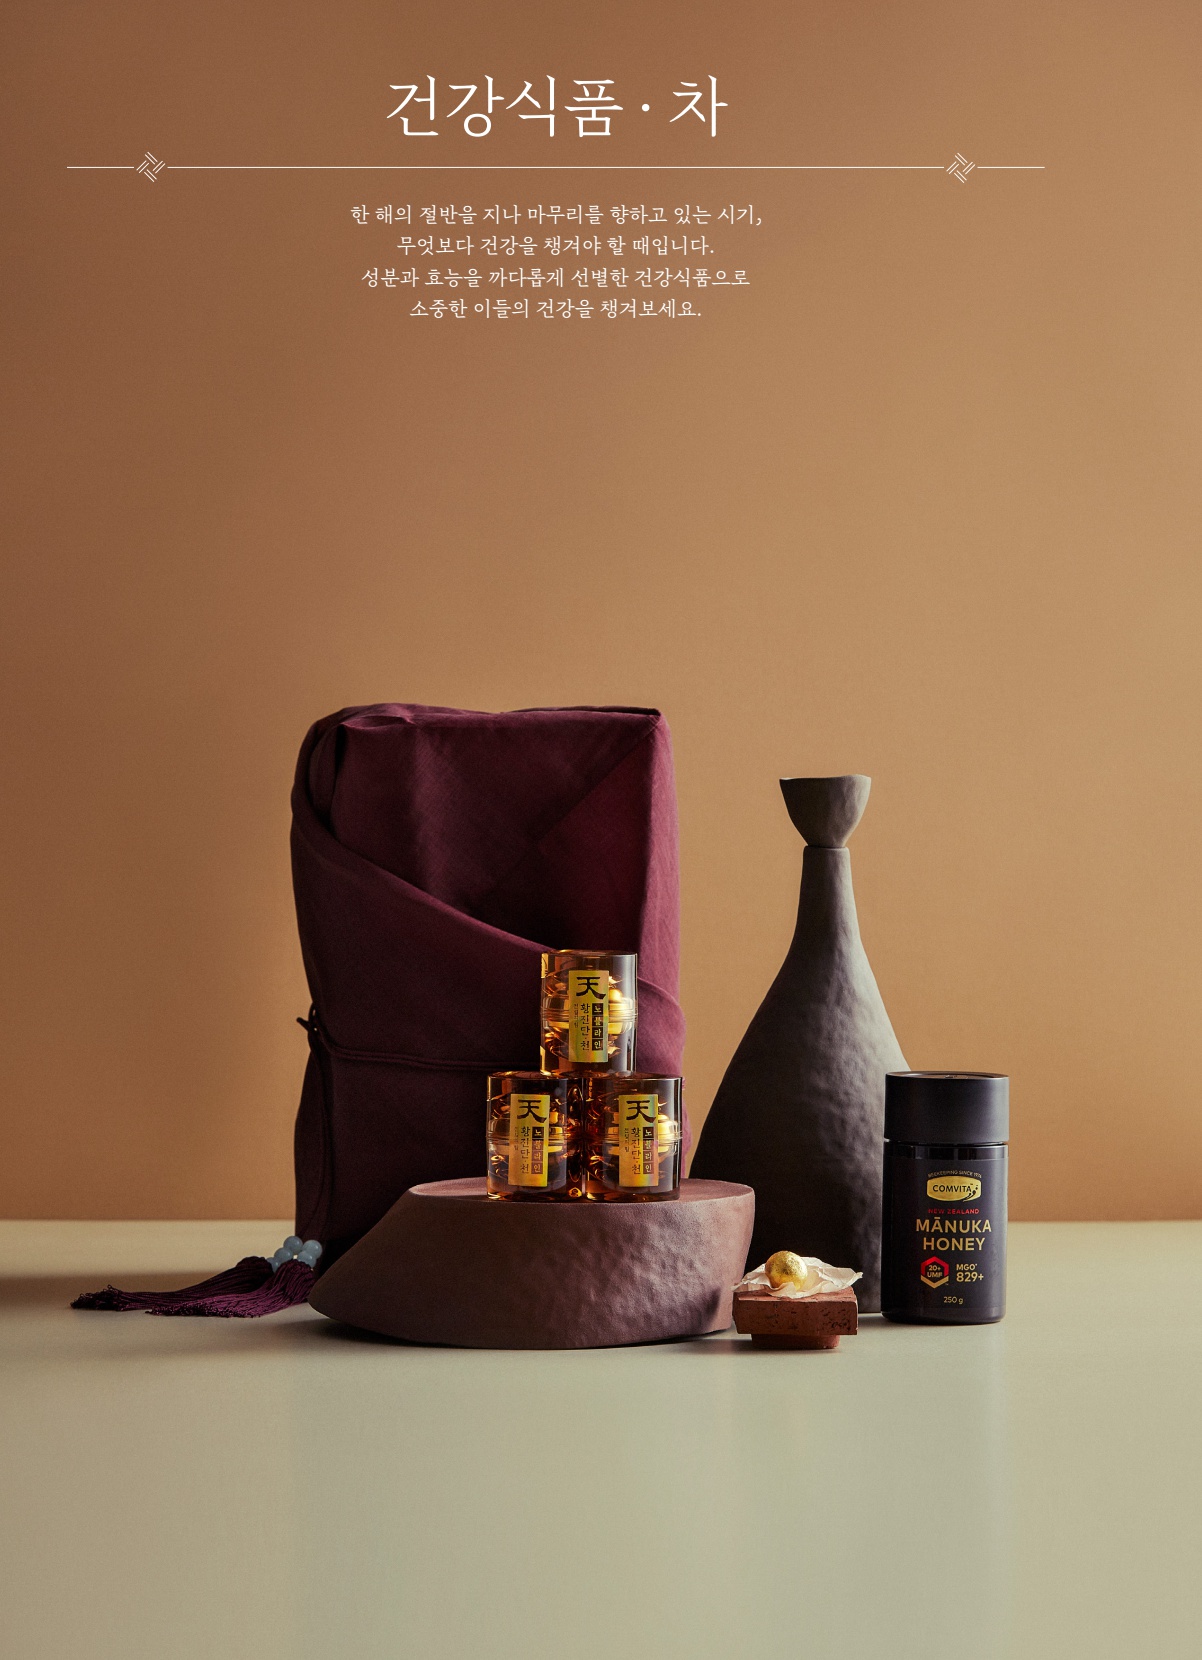 건강식품 · 차
한 해의 절반을 지나 마무리를 향하고 있는 시기,
무엇보다 건강을 챙겨야 할 때입니다.
성분과 효능을 까다롭게 선별한 건강식품으로
소중한 이들의 건강을 챙겨보세요.
天
노블라인
황진단 천
天
노블라인
황진단 천
天
노블라인
황진단 천
BEEKEEPING SINCE 1974
COMVITA
NEW ZEALAND
MĀNUKA
HONEY
20+
UMF
MGO
829+
250 g